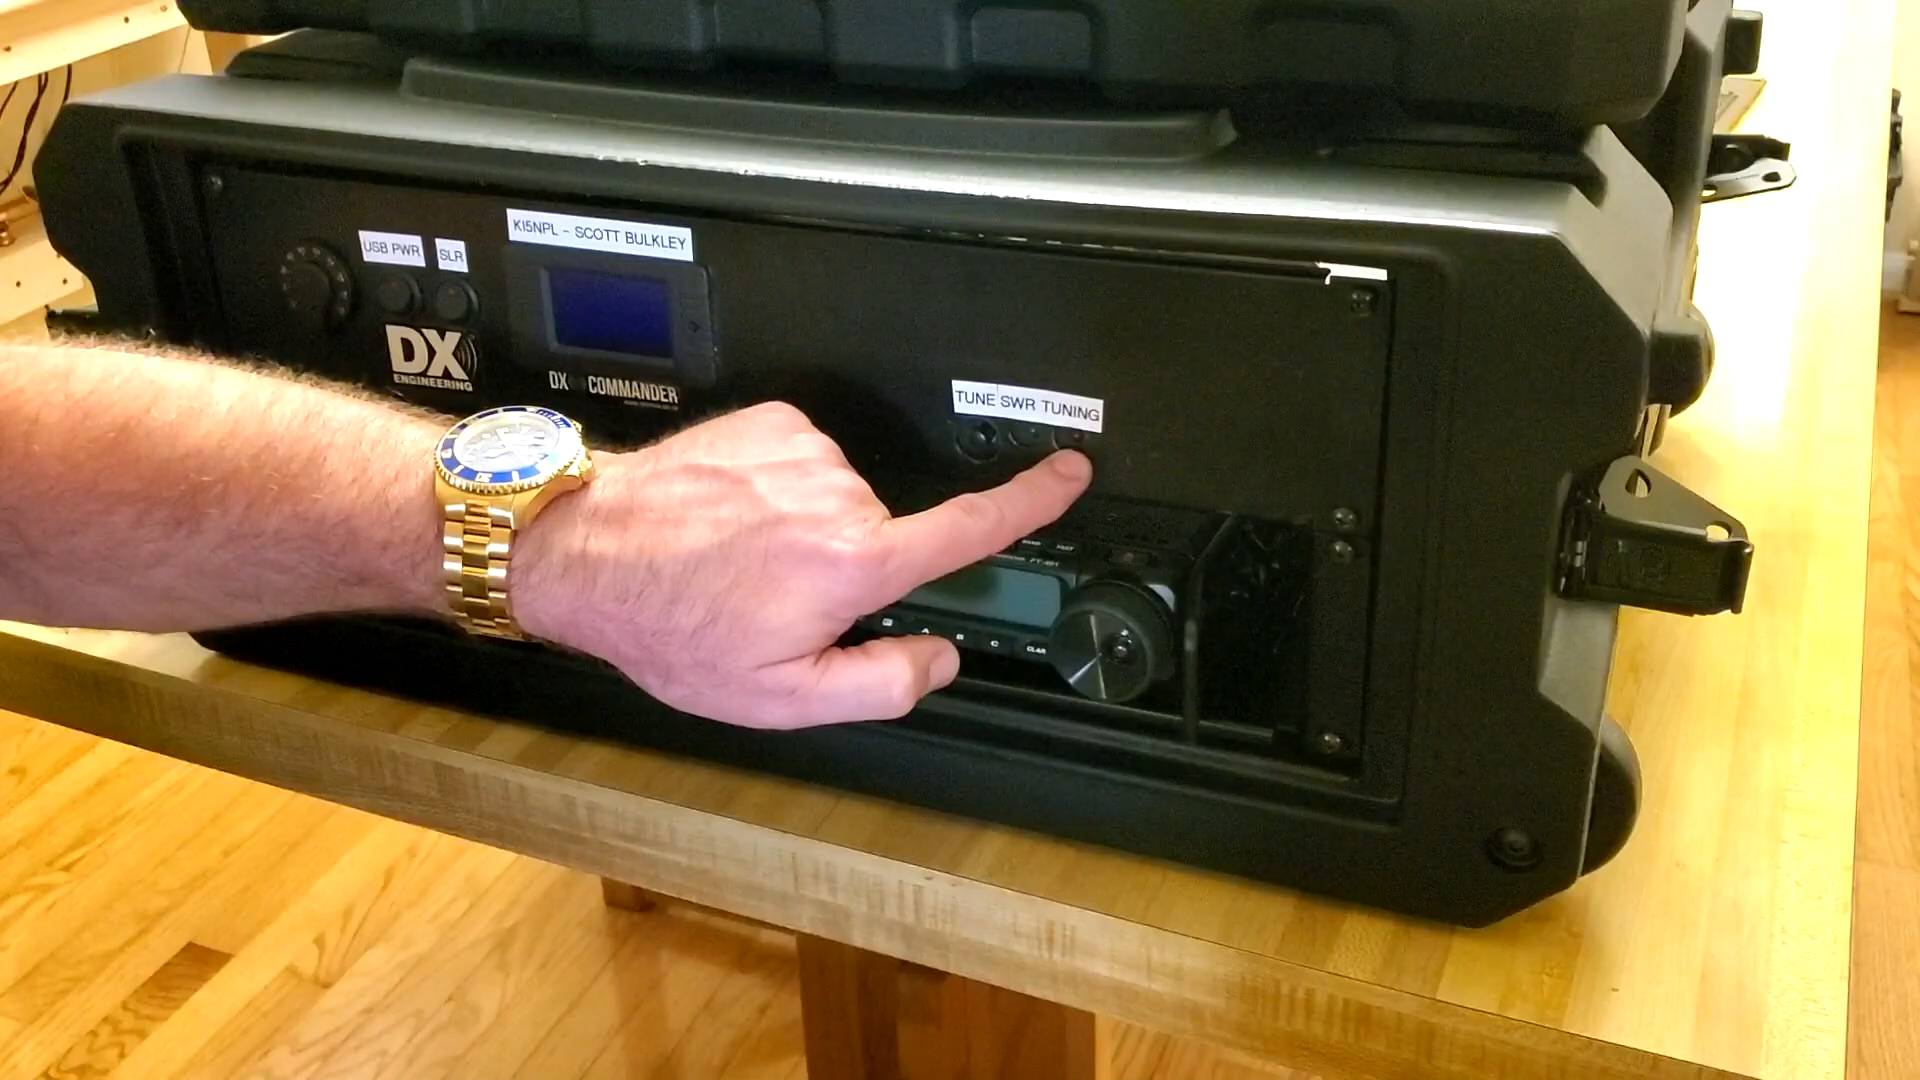 USB PWR
SLR
KI5NPL - SCOTT BULKLEY
DX
ENGINEERING
DX COMMANDER
TUNE SWR TUNING
FT-891
A B C CLAR